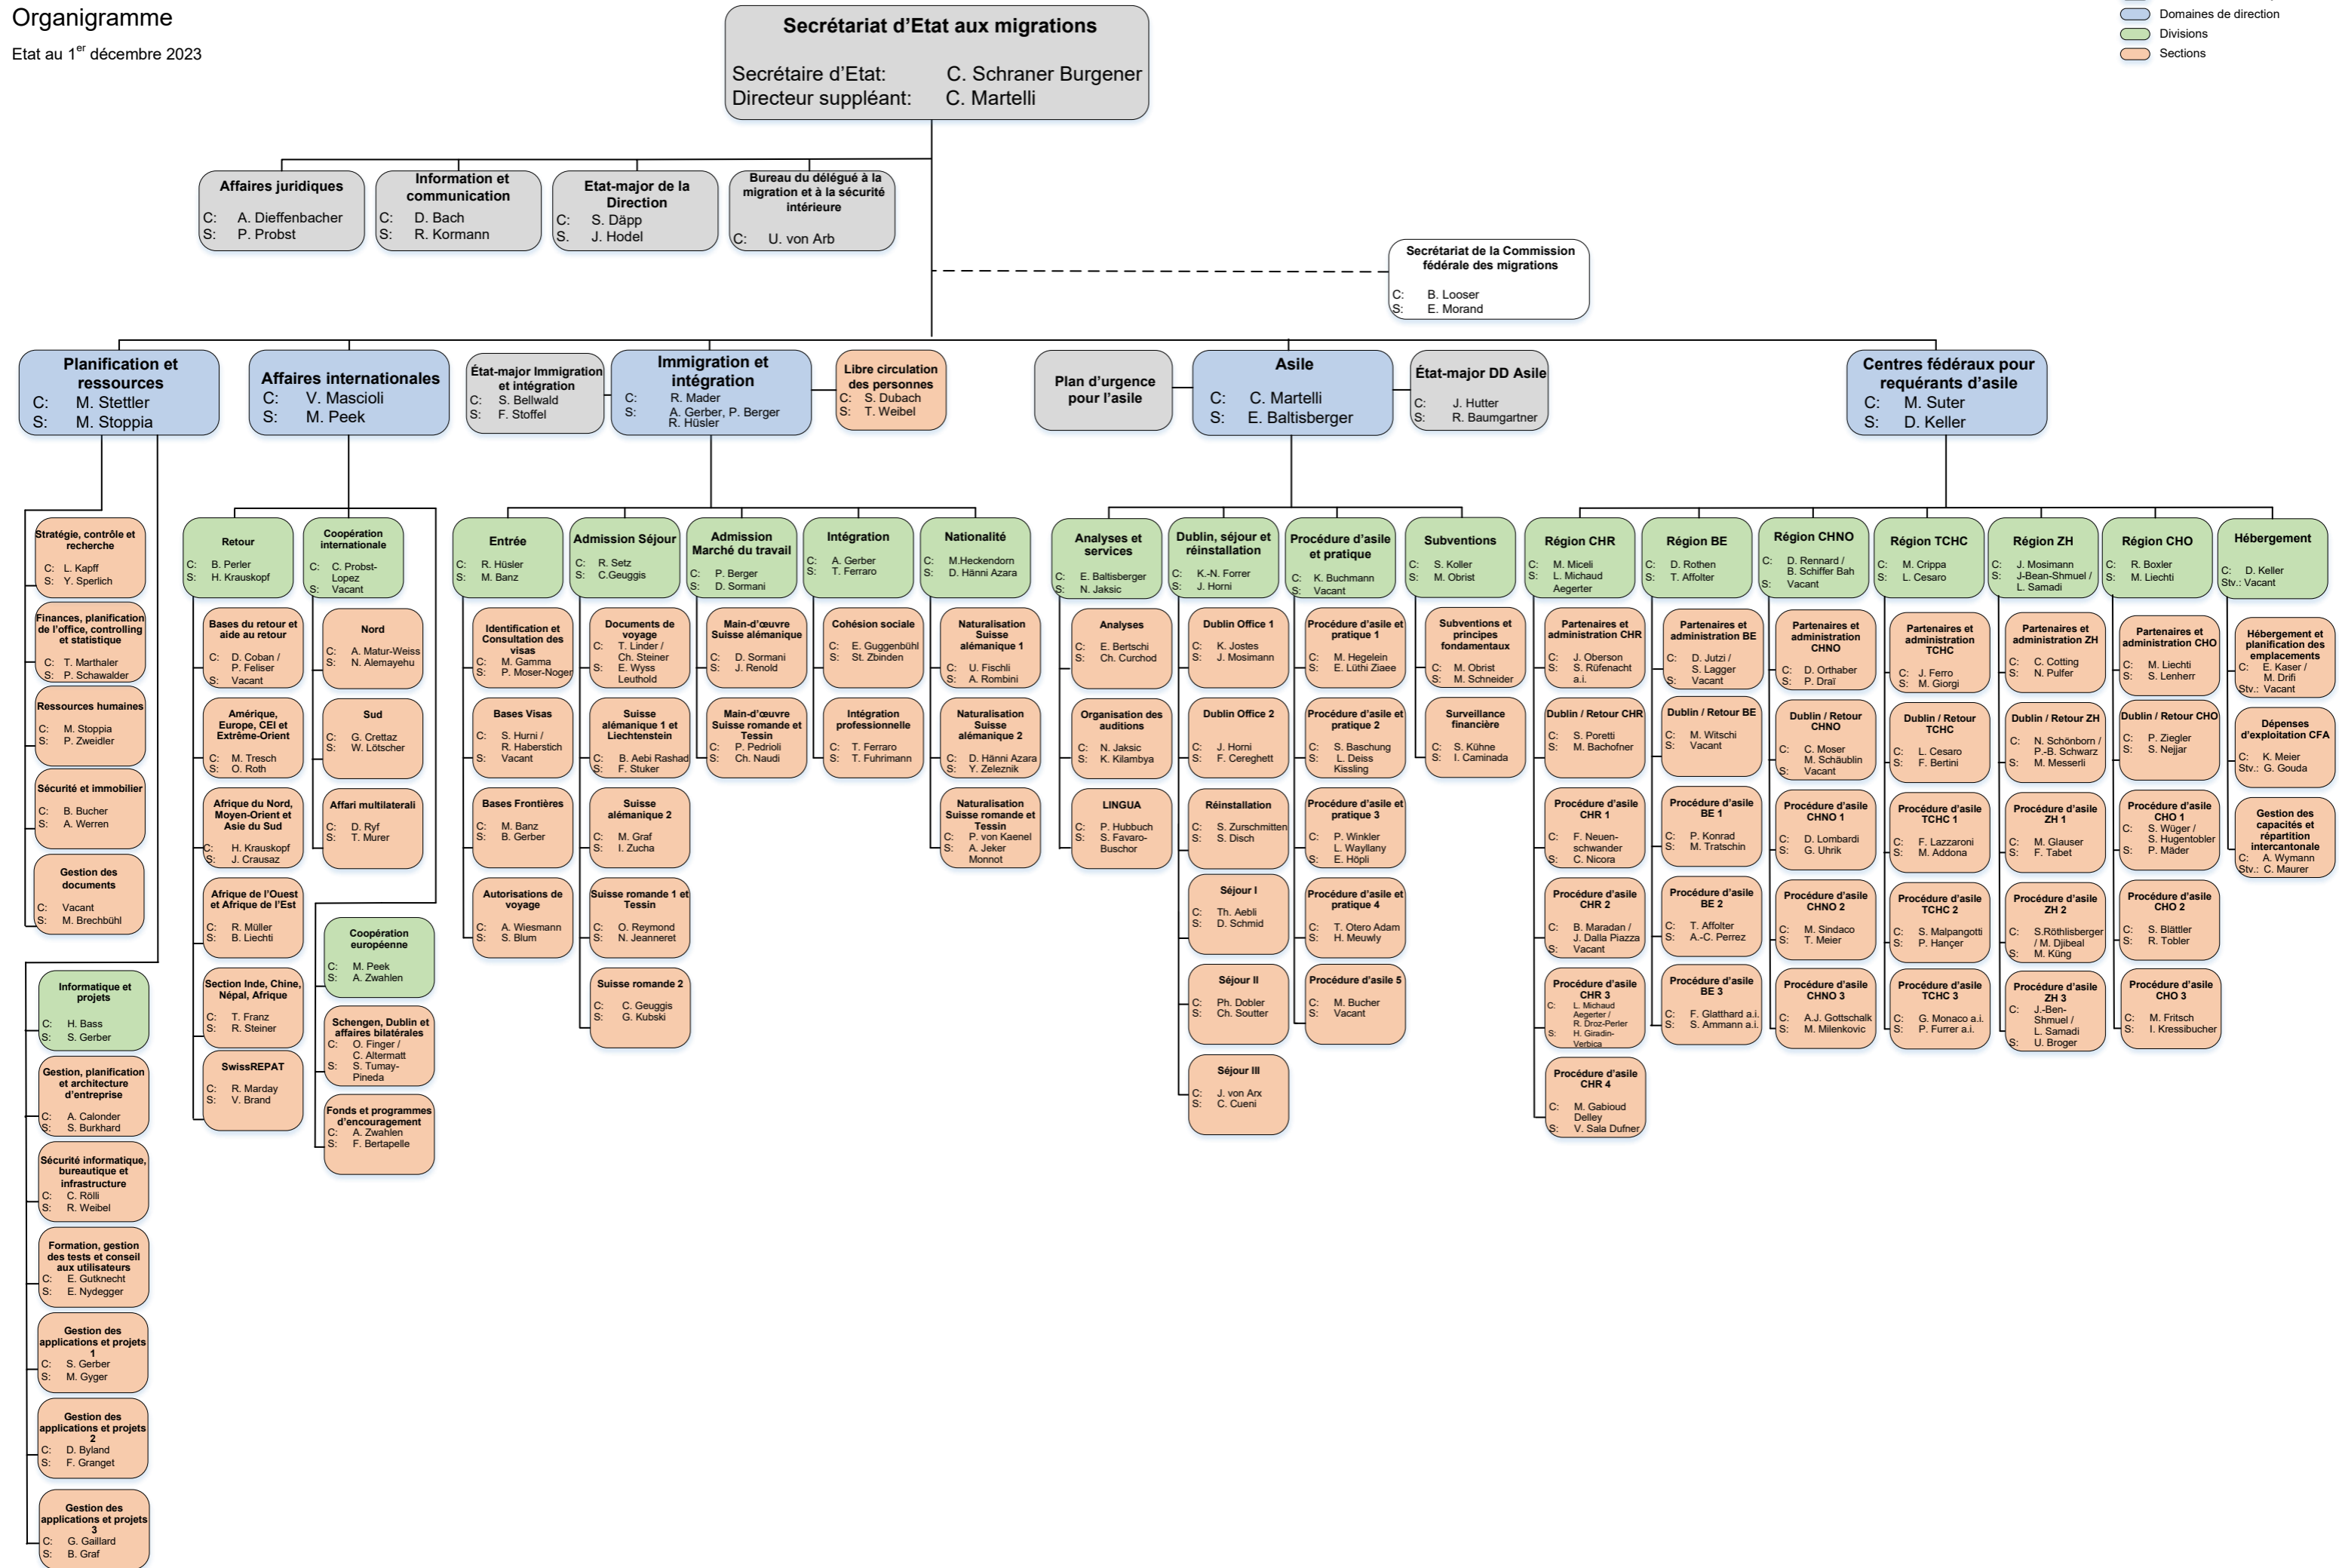 Organigramme
Etat au 1er décembre 2023
Domaines de direction
Divisions
Sections
Secrétariat d'Etat aux migrations
Secrétaire d'Etat: C. Schraner Burgener
Directeur suppléant: C. Martelli
Affaires juridiques
C: A. Dieffenbacher
S: P. Probst
Information et
communication
C: D. Bach
S: R. Kormann
Etat-major de la
Direction
C: S. Däpp
S. J. Hodel
Bureau du délégué à la
migration et à la sécurité
intérieure
C: U. von Arb
Secrétariat de la Commission
fédérale des migrations
C: B. Looser
S: E. Morand
Planification et
ressources
C: M. Stettler
S: M. Stoppia
Affaires internationales
C: V. Mascioli
S: M. Peek
État-major Immigration
et intégration
C: S. Bellwald
S: F. Stoffel
Immigration et
intégration
C: R. Mader
S: A. Gerber, P. Berger
R. Hüsler
Libre circulation
des personnes
C: S. Dubach
S: T. Weibel
Plan d'urgence
pour l'asile
Asile
C: C. Martelli
S: E. Baltisberger
État-major DD Asile
C: J. Hutter
S: R. Baumgartner
Centres fédéraux pour
requérants d'asile
C: M. Suter
S: D. Keller
Stratégie, contrôle et
recherche
C: L. Kapff
S: Y. Sperlich
Finances, planification
de l'office, controlling
et statistique
C: T. Marthaler
S: P. Schawalder
Ressources humaines
C: M. Stoppia
S: P. Zweidler
Sécurité et immobilier
C: B. Bucher
S: A. Werren
Gestion des
documents
C: Vacant
S: M. Brechbühl
Informatique et
projets
C: H. Bass
S: S. Gerber
Gestion, planification
et architecture
d'entreprise
C: A. Calonder
S: S. Burkhard
Sécurité informatique,
bureautique et
infrastructure
C: C. Rölli
S: R. Weibel
Formation, gestion
des tests et conseil
aux utilisateurs
C: E. Gutknecht
S: E. Nydegger
Gestion des
applications et projets
1
C: S. Gerber
S: M. Gyger
Gestion des
applications et projets
2
C: D. Byland
S: F. Granget
Gestion des
applications et projets
3
C: G. Gaillard
S: B. Graf
Retour
C: B. Perler
S: H. Krauskopf
Bases du retour et
aide au retour
C: D. Coban /
P. Feliser
S: Vacant
Amérique,
Europe, CEI et
Extrême-Orient
C: M. Tresch
S: O. Roth
Afrique du Nord,
Moyen-Orient et
Asie du Sud
C: H. Krauskopf
S: J. Crausaz
Afrique de l'Ouest
et Afrique de l'Est
C: R. Müller
S: B. Liechti
Section Inde, Chine,
Népal, Afrique
C: T. Franz
S: R. Steiner
SwissREPAT
C: R. Marday
S: V. Brand
Coopération
internationale
C: C. Probst-
Lopez
S: Vacant
Nord
C: A. Matur-Weiss
S: N. Alemayehu
Sud
C: G. Crettaz
S: W. Lötscher
Affari multilaterali
C: D. Ryf
S: T. Murer
Coopération
européenne
C: M. Peek
S: A. Zwahlen
Schengen, Dublin et
affaires bilatérales
C: O. Finger /
C. Altermatt
S: S. Tumay-
Pineda
Fonds et programmes
d'encouragement
C: A. Zwahlen
S: F. Bertapelle
Entrée
C: R. Hüsler
S: M. Banz
Identification et
Consultation des
visas
C: M. Gamma
S: P. Moser-Noger
Bases Visas
C: S. Hurni /
R. Haberstich
S: Vacant
Bases Frontières
C: M. Banz
S: B. Gerber
Autorisations de
voyage
C: A. Wiesmann
S: S. Blum
Admission Séjour
C: R. Setz
S: C.Geuggis
Documents de
voyage
C: T. Linder /
Ch. Steiner
S: E. Wyss
Leuthold
Suisse
alémanique 1 et
Liechtenstein
C: B. Aebi Rashad
S: F. Stuker
Suisse
alémanique 2
C: M. Graf
S: I. Zucha
Suisse romande 1 et
Tessin
C: O. Reymond
S: N. Jeanneret
Suisse romande 2
C: C. Geuggis
S: G. Kubski
Admission
Marché du travail
C: P. Berger
S: D. Sormani
Main-d'œuvre
Suisse alémanique
C: D. Sormani
S: J. Renold
Main-d'œuvre
Suisse romande et
Tessin
C: P. Pedrioli
S: Ch. Naudi
Intégration
C: A. Gerber
S: T. Ferraro
Cohésion sociale
C: E. Guggenbühl
S: St. Zbinden
Intégration
professionnelle
C: T. Ferraro
S: T. Fuhrimann
Nationalité
C: M.Heckendorn
S: D. Hänni Azara
Naturalisation
Suisse
alémanique 1
C: U. Fischli
S: A. Rombini
Naturalisation
Suisse
alémanique 2
C: D. Hänni Azara
S: Y. Zeleznik
Naturalisation
Suisse romande et
Tessin
C: P. von Kaenel
S: A. Jeker
Monnot
Analyses et
services
C: E. Baltisberger
S: N. Jaksic
Analyses
C: E. Bertschi
S: Ch. Curchod
Organisation des
auditions
C: N. Jaksic
S: K. Kilambya
LINGUA
C: P. Hubbuch
S: S. Favaro-
Buschor
Dublin, séjour et
réinstallation
C: K.-N. Forrer
S: J. Horni
Dublin Office 1
C: K. Jostes
S: J. Mosimann
Dublin Office 2
C: J. Horni
S: F. Cereghett
Réinstallation
C: S. Zurschmitten
S: S. Disch
Séjour I
C: Th. Aebli
S: D. Schmid
Séjour II
C: Ph. Dobler
S: Ch. Soutter
Séjour III
C: J. von Arx
S: C. Cueni
Procédure d'asile
et pratique
C: K. Buchmann
S: Vacant
Procédure d'asile et
pratique 1
C: M. Hegelein
S: E. Lüthi Ziaee
Procédure d'asile et
pratique 2
C: S. Baschung
S: L. Deiss
Kissling
Procédure d'asile et
pratique 3
C: P. Winkler
L. Wayllany
S: E. Höpli
Procédure d'asile et
pratique 4
C: T. Otero Adam
S: H. Meuwly
Procédure d'asile 5
C: M. Bucher
S: Vacant
Subventions
C: S. Koller
S: M. Obrist
Subventions et
principes
fondamentaux
C: M. Obrist
S: M. Schneider
Surveillance
financière
C: S. Kühne
S: I. Caminada
Région CHR
C: M. Miceli
S: L. Michaud
Aegerter
Partenaires et
administration CHR
C: J. Oberson
S: S. Rüfenacht
a.i.
Dublin / Retour CHR
C: S. Poretti
S: M. Bachofner
Procédure d'asile
CHR 1
C: F. Neuen-
schwander
S: C. Nicora
Procédure d'asile
CHR 2
C: B. Maradan /
J. Dalla Piazza
S: Vacant
Procédure d'asile
CHR 3
C: L. Michaud
Aegerter /
R. Droz-Perler
S: H. Giradin-
Verbica
Procédure d'asile
CHR 4
C: M. Gabioud
Delley
S: V. Sala Dufner
Région BE
C: D. Rothen
S: T. Affolter
Partenaires et
administration BE
C: D. Jutzi /
S. Lagger
S: Vacant
Dublin / Retour BE
C: M. Witschi
S: Vacant
Procédure d'asile
BE 1
C: P. Konrad
S: M. Tratschin
Procédure d'asile
BE 2
C: T. Affolter
S: A.-C. Perrez
Procédure d'asile
BE 3
C: F. Glatthard a.i.
S: S. Ammann a.i.
Région CHNO
C: D. Rennard /
B. Schiffer Bah
S: Vacant
Partenaires et
administration
CHNO
C: D. Orthaber
S: P. Draï
Dublin / Retour
CHNO
C: C. Moser
M. Schäublin
S: Vacant
Procédure d'asile
CHNO 1
C: D. Lombardi
S: G. Uhrik
Procédure d'asile
CHNO 2
C: M. Sindaco
S: T. Meier
Procédure d'asile
CHNO 3
C: A.J. Gottschalk
S: M. Milenkovic
Région TCHC
C: M. Crippa
S: L. Cesaro
Partenaires et
administration
TCHC
C: J. Ferro
S: M. Giorgi
Dublin / Retour
TCHC
C: L. Cesaro
S: F. Bertini
Procédure d'asile
TCHC 1
C: F. Lazzaroni
S: M. Addona
Procédure d'asile
TCHC 2
C: S. Malpangotti
S: P. Hançer
Procédure d'asile
TCHC 3
C: G. Monaco a.i.
S: P. Furrer a.i.
Région ZH
C: J. Mosimann
S: J-Bean-Shmuel /
L. Samadi
Partenaires et
administration ZH
C: C. Cotting
S: N. Pulfer
Dublin / Retour ZH
C: N. Schönborn /
P.-B. Schwarz
S: M. Messerli
Procédure d'asile
ZH 1
C: M. Glauser
S: F. Tabet
Procédure d'asile
ZH 2
C: S.Röthlisberger
/ M. Djibeal
S: M. Küng
Procédure d'asile
ZH 3
C: J.-Ben-
Shmuel /
L. Samadi
S: U. Broger
Région CHO
C: R. Boxler
S: M. Liechti
Partenaires et
administration CHO
C: M. Liechti
S: S. Lenherr
Dublin / Retour CHO
C: P. Ziegler
S: S. Nejjar
Procédure d'asile
CHO 1
C: S. Wüger /
S. Hugentobler
S: P. Mäder
Procédure d'asile
CHO 2
C: S. Blättler
S: R. Tobler
Procédure d'asile
CHO 3
C: M. Fritsch
S: I. Kressibucher
Hébergement
C: D. Keller
Stv.: Vacant
Hébergement et
planification des
emplacements
C: E. Kaser /
M. Drifi
Stv.: Vacant
Dépenses
d'exploitation CFA
C: K. Meier
Stv.: G. Gouda
Gestion des
capacités et
répartition
intercantonale
C: A. Wymann
Stv.: C. Maurer